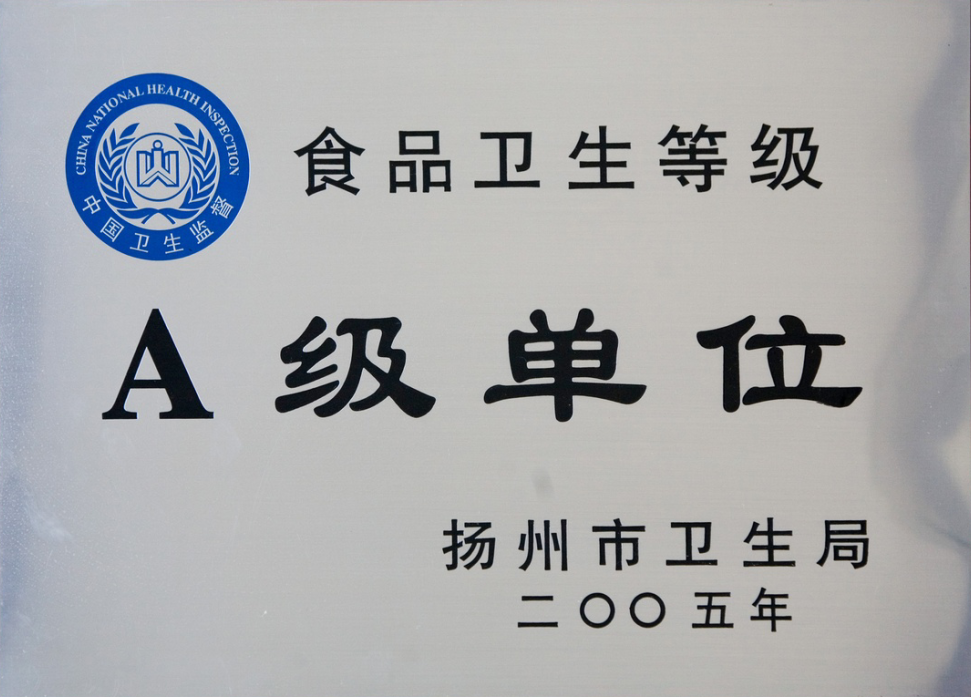 CHINA NATIONAL HEALTH INSPECTION
中国卫生监督
食品卫生等级
A级单位
扬州市卫生局
二〇〇五年